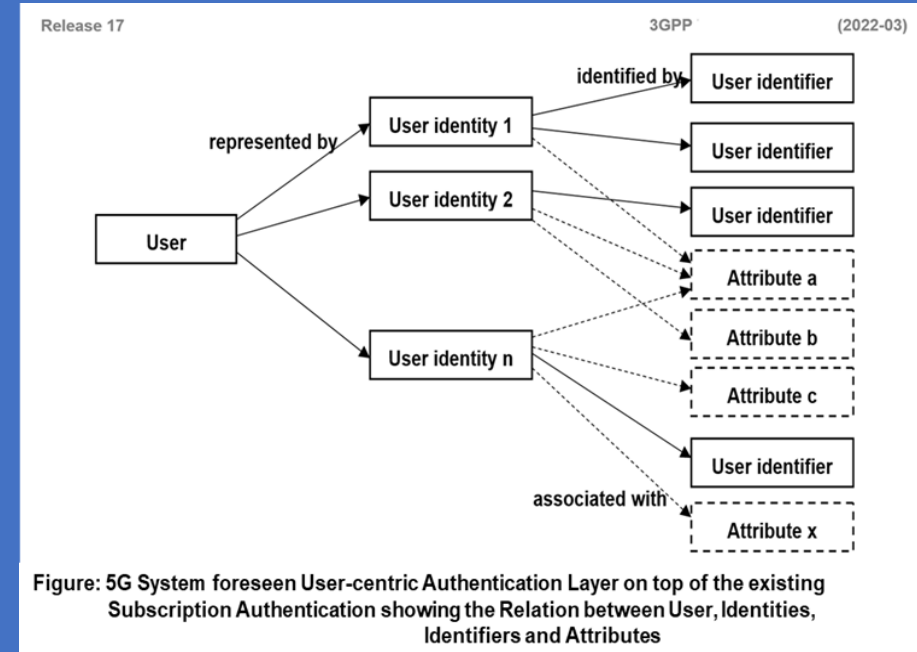 Release 17
3GPP
(2022-03)
identified by
User identifier
User identity 1
represented by
User identifier
User identity 2
User identifier
User
Attribute a
Attribute b
User identity n
Attribute c
User identifier
associated with
Attribute x
Figure: 5G System foreseen User-centric Authentication Layer on top of the existing
Subscription Authentication showing the Relation between User, Identities,
Identifiers and Attributes